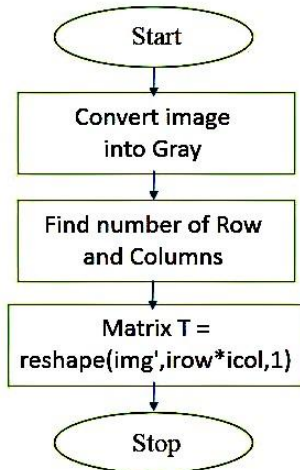 Start
Convert image
into Gray
Find number of Row
and Columns
Matrix T =
reshape(img',irow*icol,1)
Stop